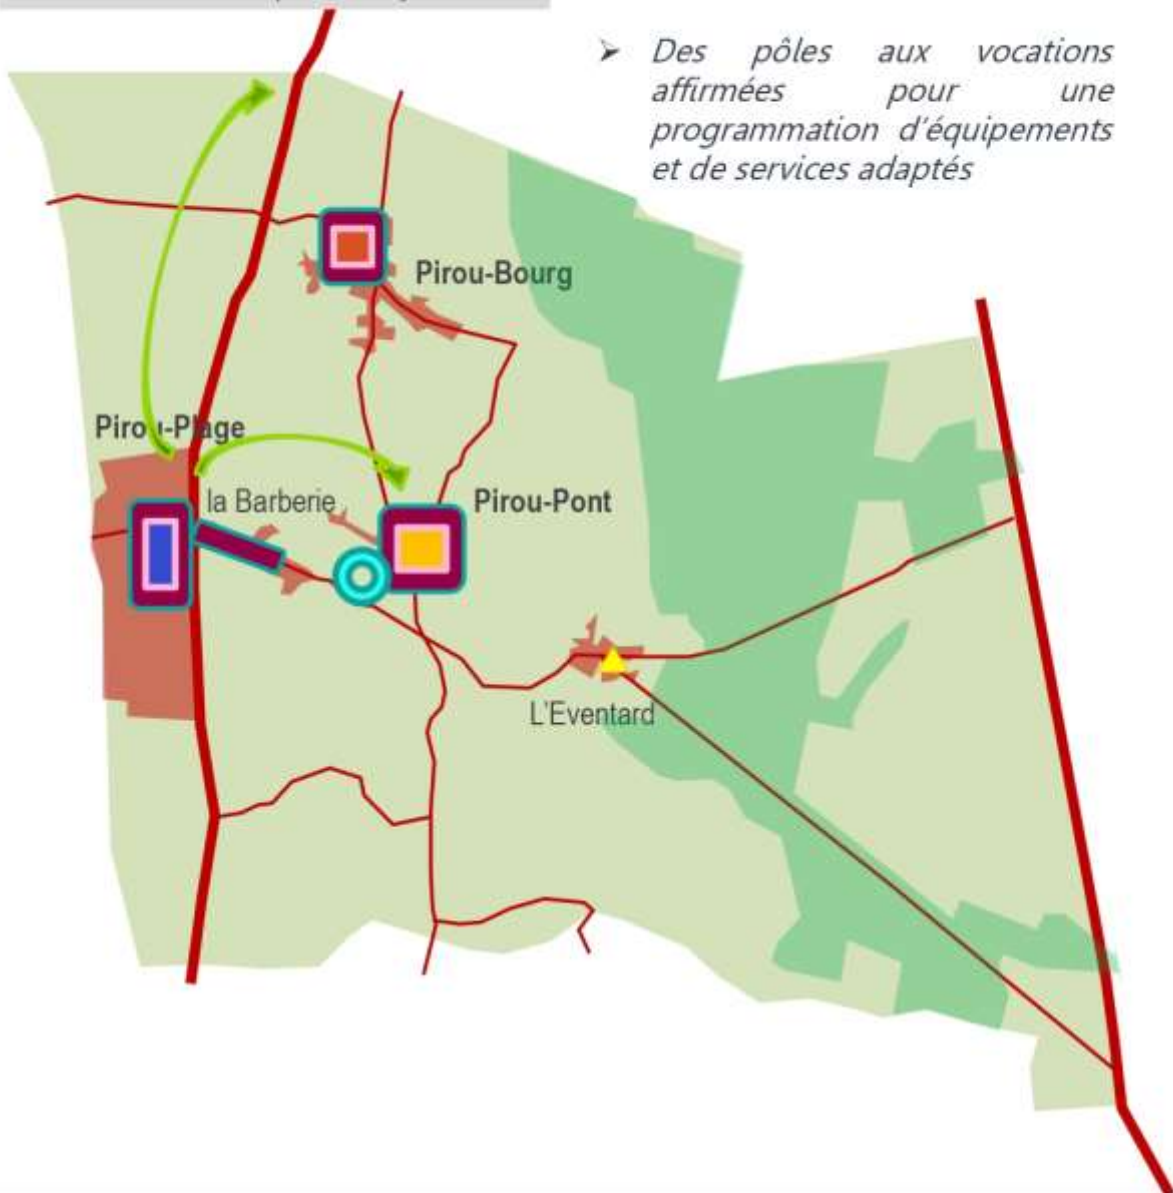 ➢ Des pôles aux vocations
affirmées pour une
programmation d'équipements
et de services adaptés
Pirou-Bourg
Pirou-Plage
la Barberie
Pirou-Pont
L'Eventard